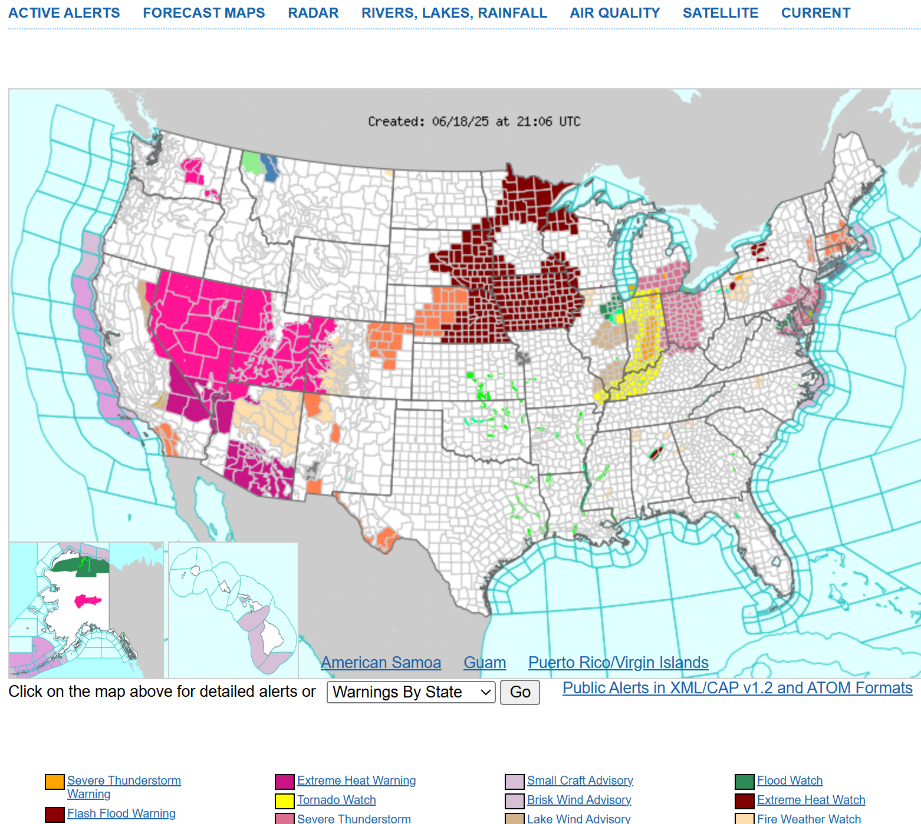 ACTIVE ALERTS FORECAST MAPS RADAR RIVERS, LAKES, RAINFALL AIR QUALITY SATELLITE CURRENT
Created: 06/18/25 at 21:06 UTC
American Samoa Guam Puerto Rico/Virgin Islands
Click on the map above for detailed alerts or Warnings By State Go Public Alerts in XML/CAP v1.2 and ATOM Formats
Severe Thunderstorm Extreme Heat Warning Small Craft Advisory Flood Watch
Warning Tornado Watch Brisk Wind Advisory Extreme Heat Watch
Flash Flood Warning Severe Thunderstorm Lake Wind Advisory Fire Weather Watch